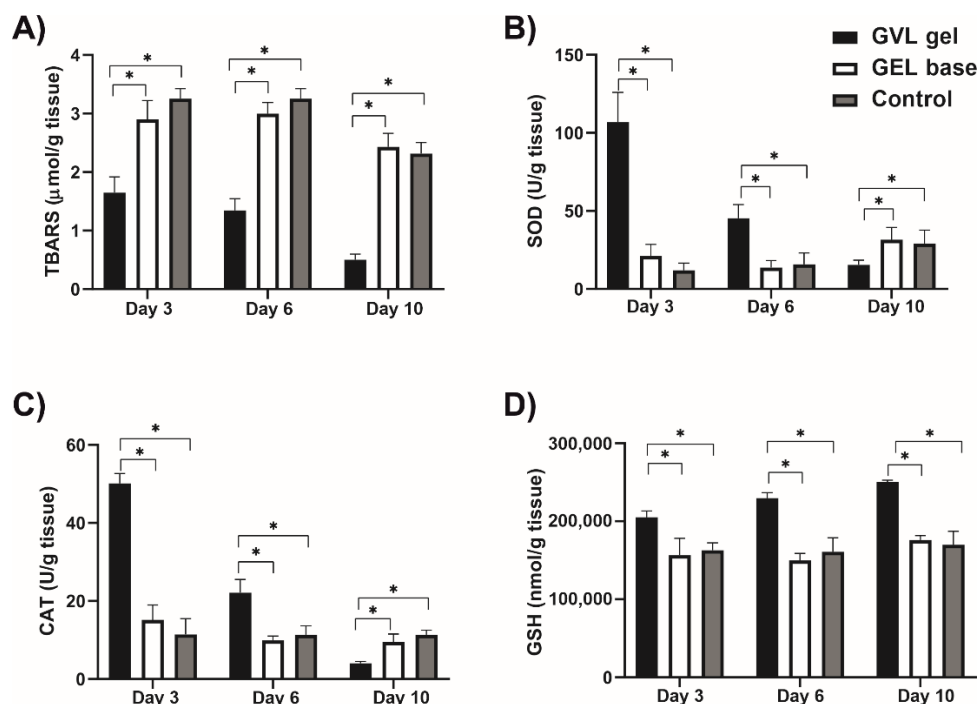 A)
TBARS (µmol/g tissue)
4
3
2
1
0
* * * * * *
Day 3 Day 6 Day 10
B)
SOD (U/g tissue)
150
100
50
0
* * * * * *
Day 3 Day 6 Day 10
GVL gel
GEL base
Control
C)
CAT (U/g tissue)
60
40
20
0
* * * * * *
Day 3 Day 6 Day 10
D)
GSH (nmol/g tissue)
300,000
200,000
100,000
0
* * * * * *
Day 3 Day 6 Day 10